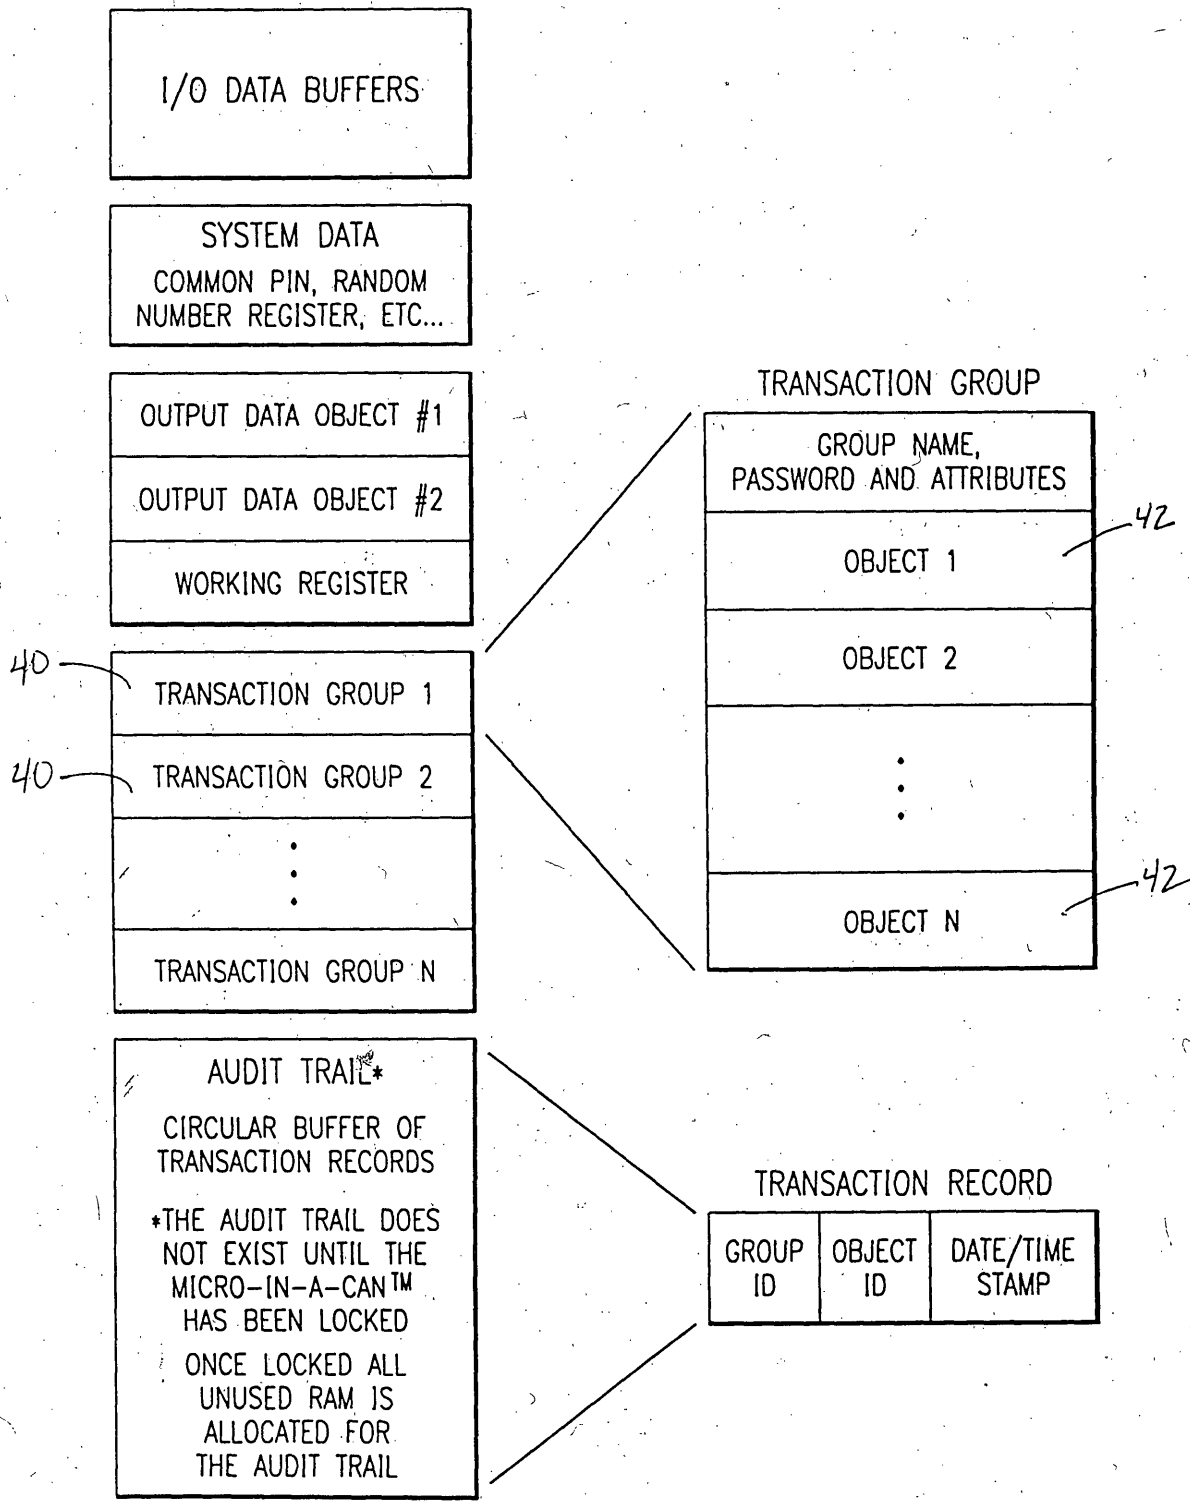 I/O DATA BUFFERS
SYSTEM DATA
COMMON PIN, RANDOM
NUMBER REGISTER, ETC...
OUTPUT DATA OBJECT #1
OUTPUT DATA OBJECT #2
WORKING REGISTER
40
TRANSACTION GROUP 1
40
TRANSACTION GROUP 2
TRANSACTION GROUP N
TRANSACTION GROUP
GROUP NAME,
PASSWORD AND ATTRIBUTES
42
OBJECT 1
OBJECT 2
42
OBJECT N
AUDIT TRAIL*
CIRCULAR BUFFER OF
TRANSACTION RECORDS
*THE AUDIT TRAIL DOES
NOT EXIST UNTIL THE
MICRO-IN-A-CAN™
HAS BEEN LOCKED
ONCE LOCKED ALL
UNUSED RAM IS
ALLOCATED FOR
THE AUDIT TRAIL
TRANSACTION RECORD
GROUP
ID
OBJECT
ID
DATE/TIME
STAMP